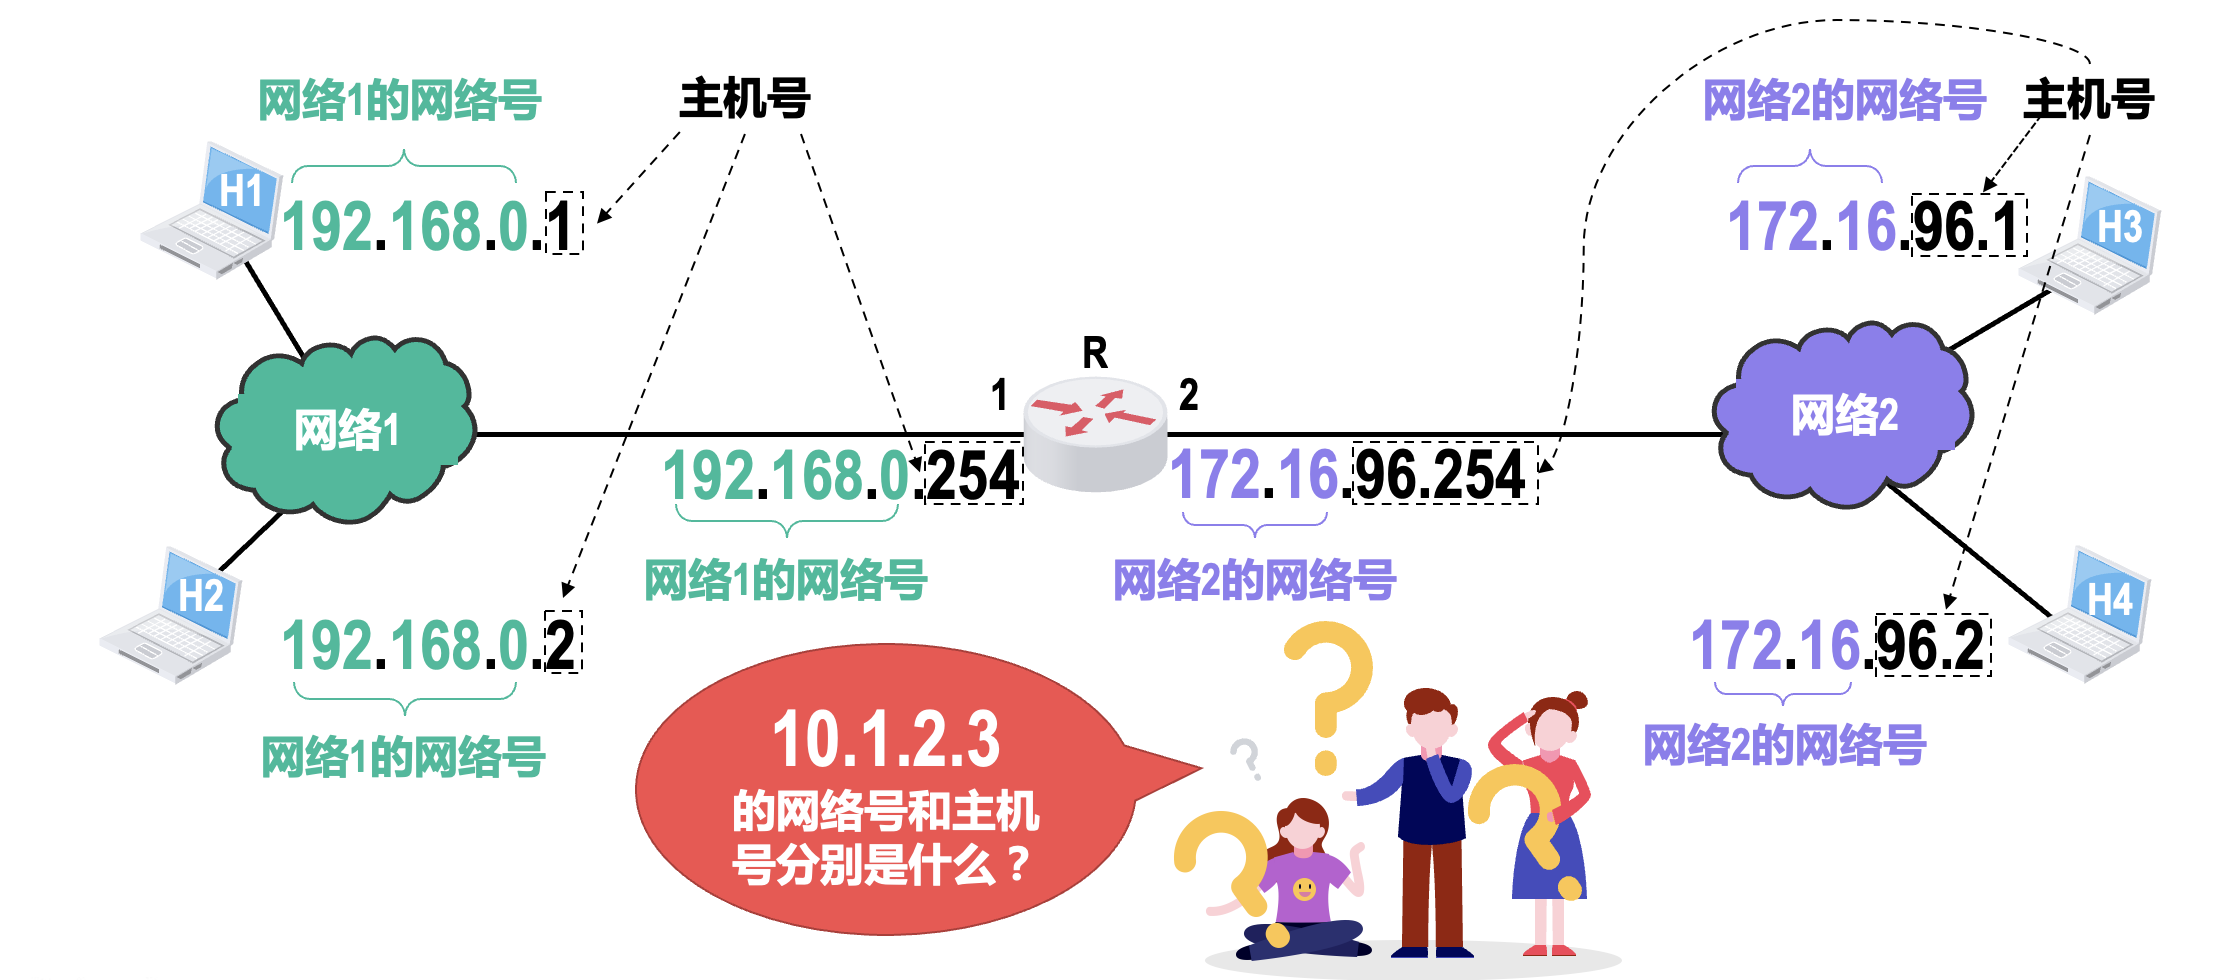 网络1的网络号
主机号
网络2的网络号
主机号
H1
192.168.0.1
172.16.96.1
H3
R
1
2
网络1
网络2
192.168.0.254
172.16.96.254
网络1的网络号
网络2的网络号
H2
192.168.0.2
网络1的网络号
H4
172.16.96.2
网络2的网络号
10.1.2.3
的网络号和主机
号分别是什么？